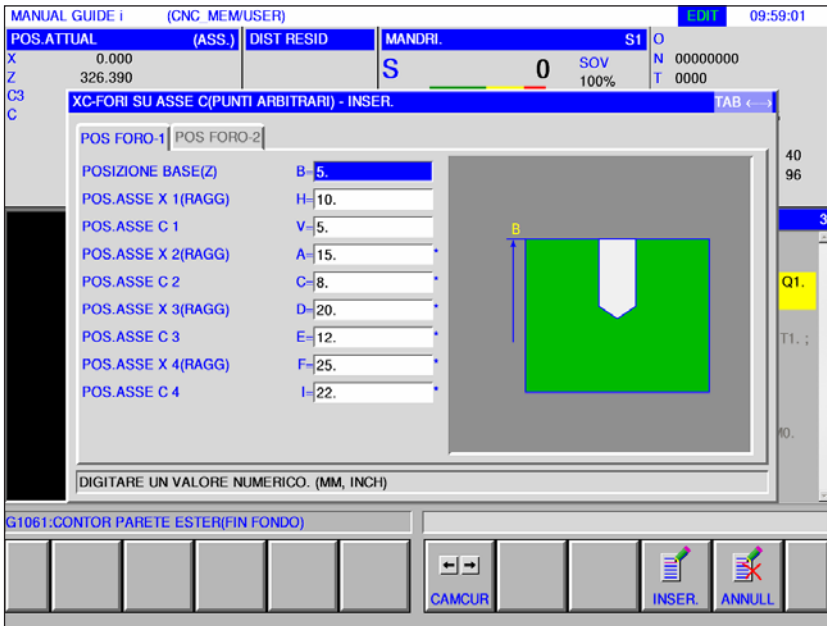 MANUAL GUIDE i (CNC_MEM/USER) EDIT 09:59:01
POS.ATTUAL (ASS.) DIST RESID MANDRI. S1 O
X 0.000 N 00000000
Z 326.390 S 0 SOV 100% T 0000
C3
C
XC-FORI SU ASSE C(PUNTI ARBITRARI) - INSER. TAB ←→
POS FORO-1 POS FORO-2
40
96
POSIZIONE BASE(Z) B= 5.
POS.ASSE X 1(RAGG) H= 10.
POS.ASSE C 1 V= 5.
POS.ASSE X 2(RAGG) A= 15. *
POS.ASSE C 2 C= 8. *
POS.ASSE X 3(RAGG) D= 20. *
POS.ASSE C 3 E= 12. *
POS.ASSE X 4(RAGG) F= 25. *
POS.ASSE C 4 I= 22. *
B
3
Q1.
T1. ;
M0.
DIGITARE UN VALORE NUMERICO. (MM, INCH)
G1061:CONTOR PARETE ESTER(FIN FONDO)
CAMCUR INSER. ANNULL